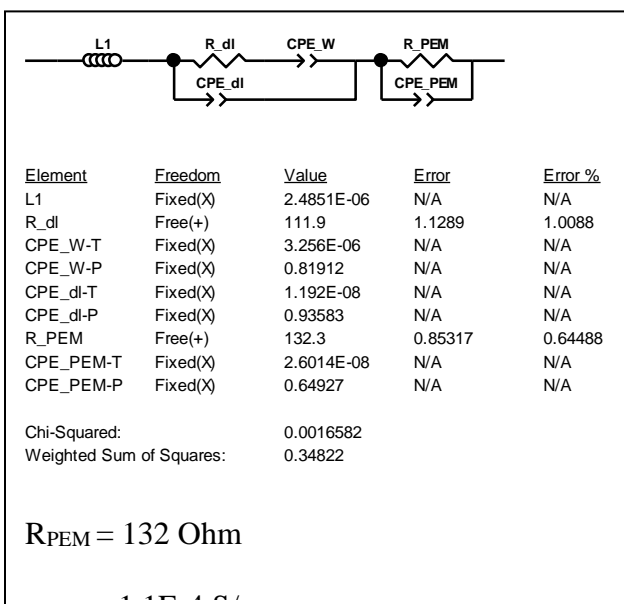 L1 R_dl CPE_W R_PEM
CPE_dl CPE_PEM
Element Freedom Value Error Error %
L1 Fixed(X) 2.4851E-06 N/A N/A
R_dl Free(+) 111.9 1.1289 1.0088
CPE_W-T Fixed(X) 3.256E-06 N/A N/A
CPE_W-P Fixed(X) 0.81912 N/A N/A
CPE_dl-T Fixed(X) 1.192E-08 N/A N/A
CPE_dl-P Fixed(X) 0.93583 N/A N/A
R_PEM Free(+) 132.3 0.85317 0.64488
CPE_PEM-T Fixed(X) 2.6014E-08 N/A N/A
CPE_PEM-P Fixed(X) 0.64927 N/A N/A
Chi-Squared: 0.0016582
Weighted Sum of Squares: 0.34822
RPEM = 132 Ohm